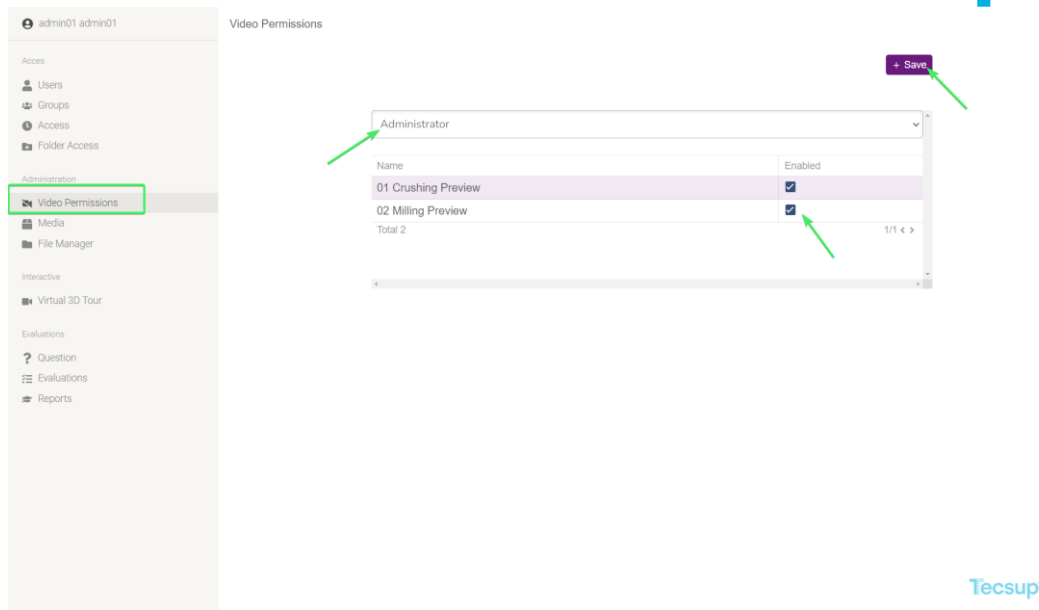 admin01 admin01
Video Permissions
Acces
Users
Groups
Access
Folder Access
Administration
Video Permissions
Media
File Manager
Interactive
Virtual 3D Tour
Evaluations
Question
Evaluations
Reports
+ Save
Administrator
Name Enabled
01 Crushing Preview
02 Milling Preview
Total 2 1/1 < >
Tecsup